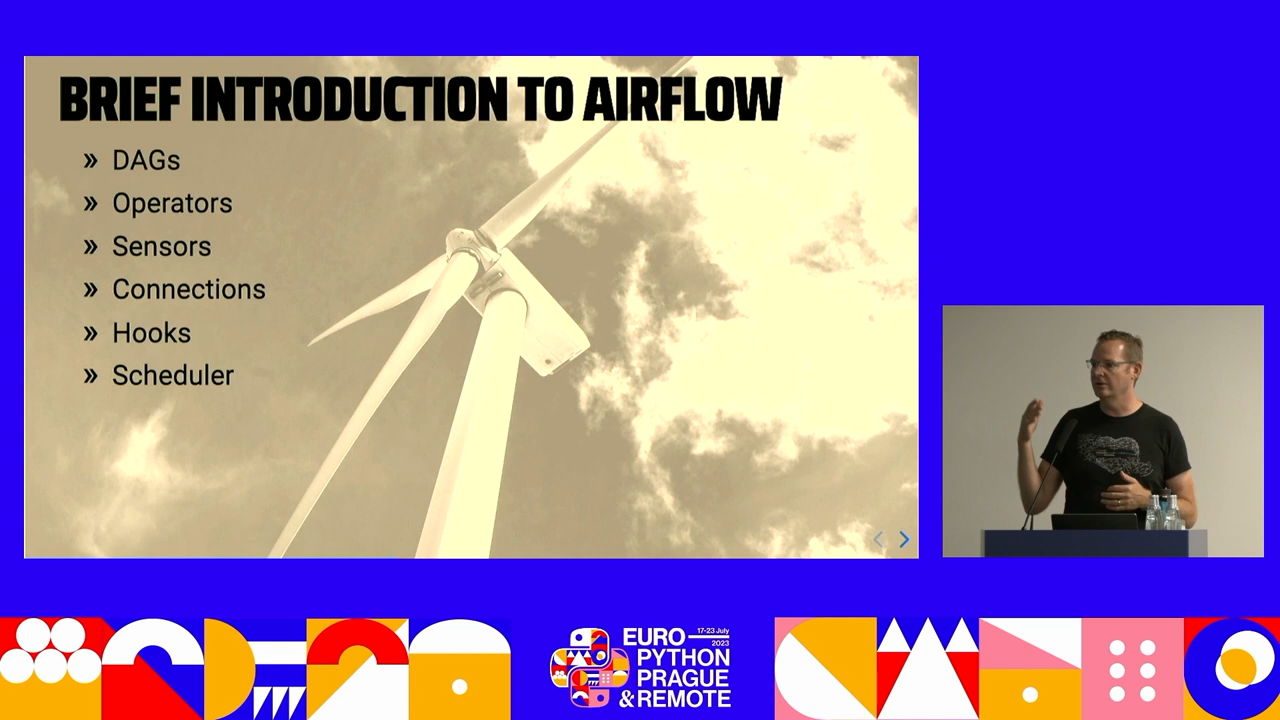 BRIEF INTRODUCTION TO AIRFLOW
» DAGs
» Operators
» Sensors
» Connections
» Hooks
» Scheduler
EURO 17-23 July 2023
PYTHON
PRAGUE
&REMOTE